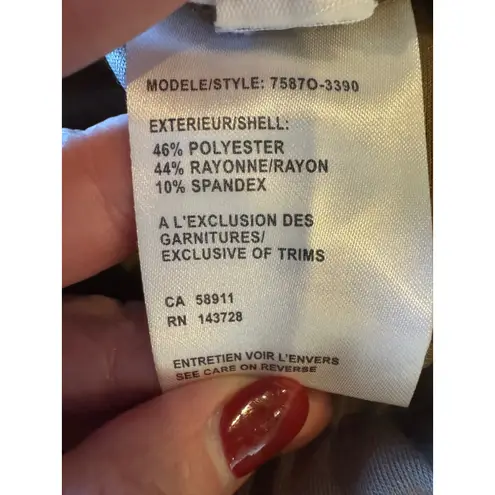 MODELE/STYLE: 7587O-3390
EXTERIEUR/SHELL:
46% POLYESTER
44% RAYONNE/RAYON
10% SPANDEX
A L'EXCLUSION DES
GARNITURES/
EXCLUSIVE OF TRIMS
CA 58911
RN 143728
ENTRETIEN VOIR L'ENVERS
SEE CARE ON REVERSE